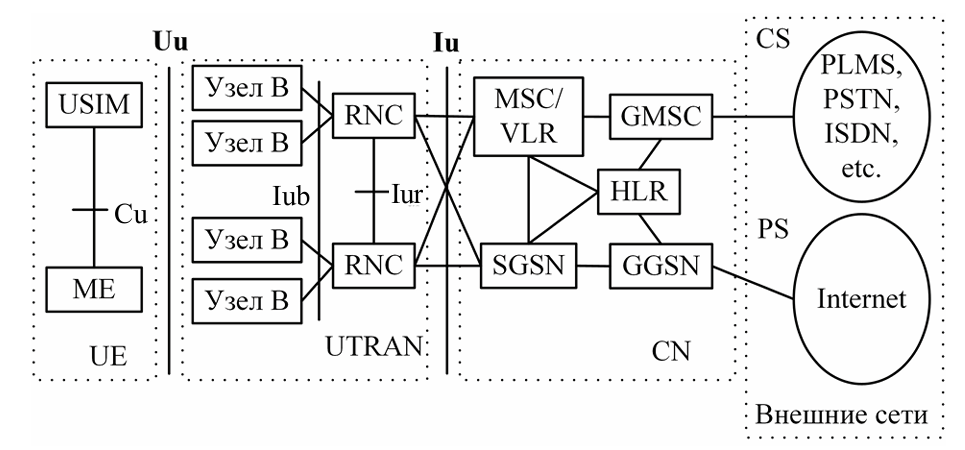 Uu
Iu
USIM
Cu
ME
UE
Узел B
Узел B
Узел B
Узел B
Iub
RNC
Iur
RNC
UTRAN
MSC/
VLR
GMSC
HLR
SGSN
GGSN
CN
CS
PLMS,
PSTN,
ISDN,
etc.
PS
Internet
Внешние сети